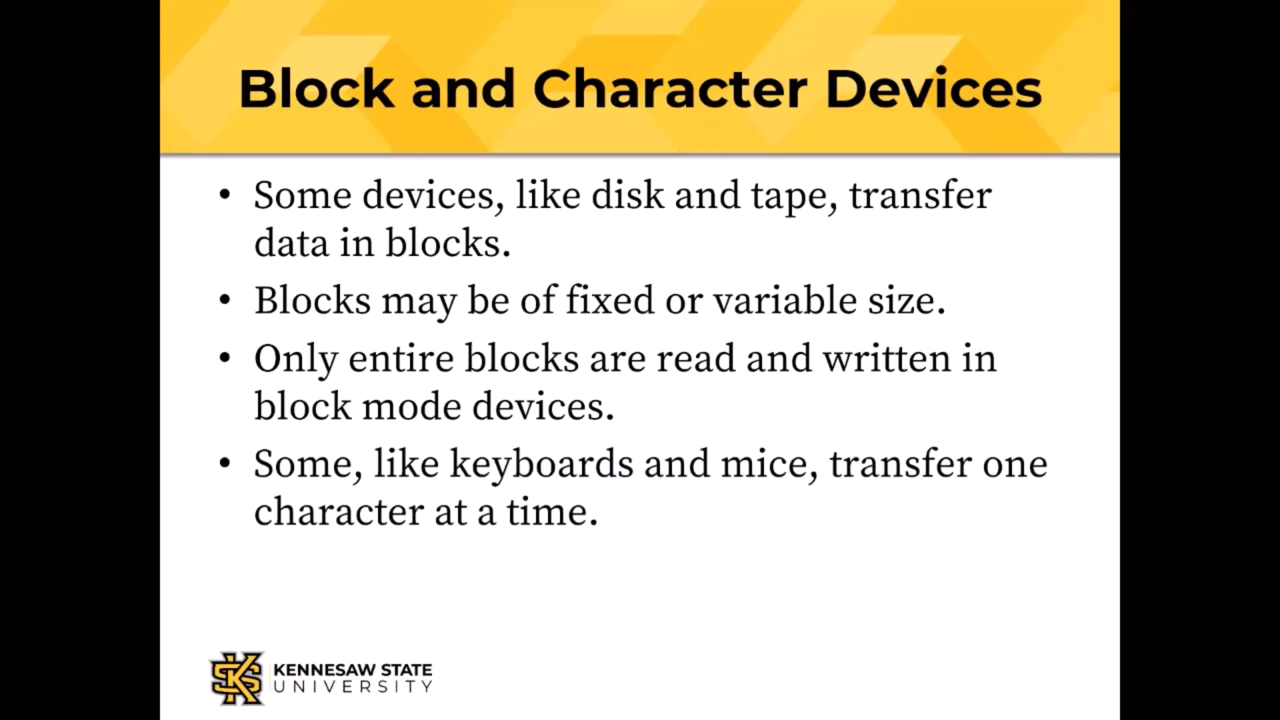 Block and Character Devices
• Some devices, like disk and tape, transfer
data in blocks.
• Blocks may be of fixed or variable size.
• Only entire blocks are read and written in
block mode devices.
• Some, like keyboards and mice, transfer one
character at a time.
KENNESAW STATE
UNIVERSITY